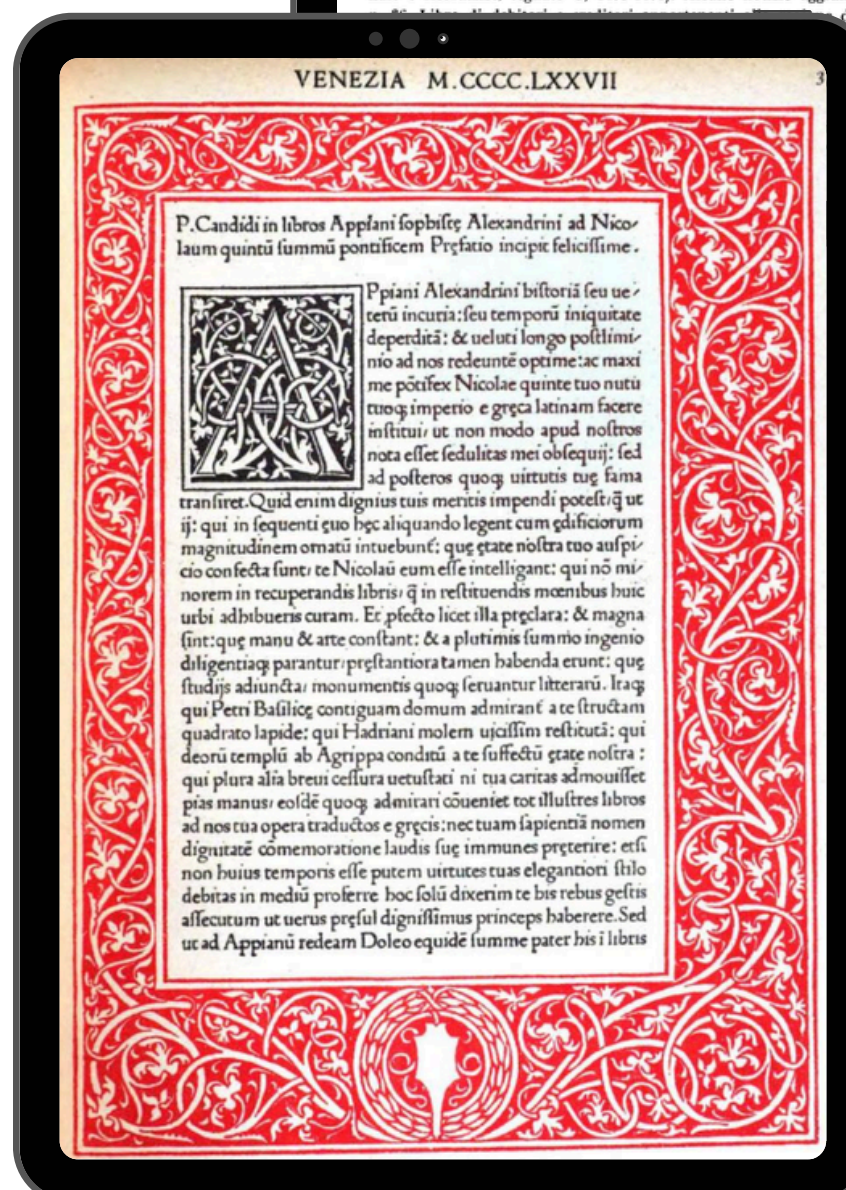 VENEZIA M.CCCC.LXXVII
3
P.Candidi in libros Appiani ſophiſtę Alexandrini ad Nico-
laum quintū ſummū pontificem Pręfatio incipit feliciſſime.
APpiani Alexandrini hiſtoriā ſeu ue-
terū incuria:ſeu temporū iniquitate
deperditā: & ueluti longo poſtlimi-
nio ad nos redeuntē optime:ac maxi
me pōtifex Nicolae quinte tuo nutu
tuoq; imperio e gręca latinam facere
inſtitui/ ut non modo apud noſtros
nota eſſet ſedulitas mei obſequij: ſed
ad poſteros quoq; uirtutis tuę fama
tranſiret.Quid enim dignius tuis meritis impendi poteſt/q̄ ut
ij: qui in ſequenti ęuo hęc aliquando legent cum ędificiorum
magnitudinem ornatū intuebunt́: quę ętate noſtra tuo auſpi-
cio confecta ſunt/ te Nicolaū eum eſſe intelligant: qui nō mi-
norem in recuperandis libris/ q̄ in reſtituendis mœnibus huic
urbi adhibueris curam. Et ꝓfecto licet illa pręclara: & magna
ſint:quę manu & arte conſtant: & a plurimis ſummo ingenio
diligentiaq; parantur/pręſtantiora tamen habenda erunt: quę
ſtudijs adiuncta/ monumentis quoq; ſeruantur litterarū. Itaq;
qui Petri Baſilicę contiguam domum admirant́ a te ſtructam
quadrato lapide: qui Hadriani molem ujciſſim reſtitutā: qui
deorū templū ab Agrippa conditū a te ſuffectū ętate noſtra :
qui plura alia breui ceſſura uetuſtati ni tua caritas admouiſſet
pias manus/ eoſdē quoq; admirari cōueniet tot illuſtres libros
ad nos tua opera traductos e gręcis:nec tuam ſapientiā nomen
dignitatē cōmemoratione laudis ſuę immunes pręterire: etſi
non huius temporis eſſe putem uirtutes tuas elegantiori ſtilo
debitas in mediū proferre hoc ſolū dixerim te bis rebus geſtis
aſſecutum ut uerus pręſul digniſſimus princeps haberere.Sed
ut ad Appianū redeam Doleo equidē ſumme pater his i libris